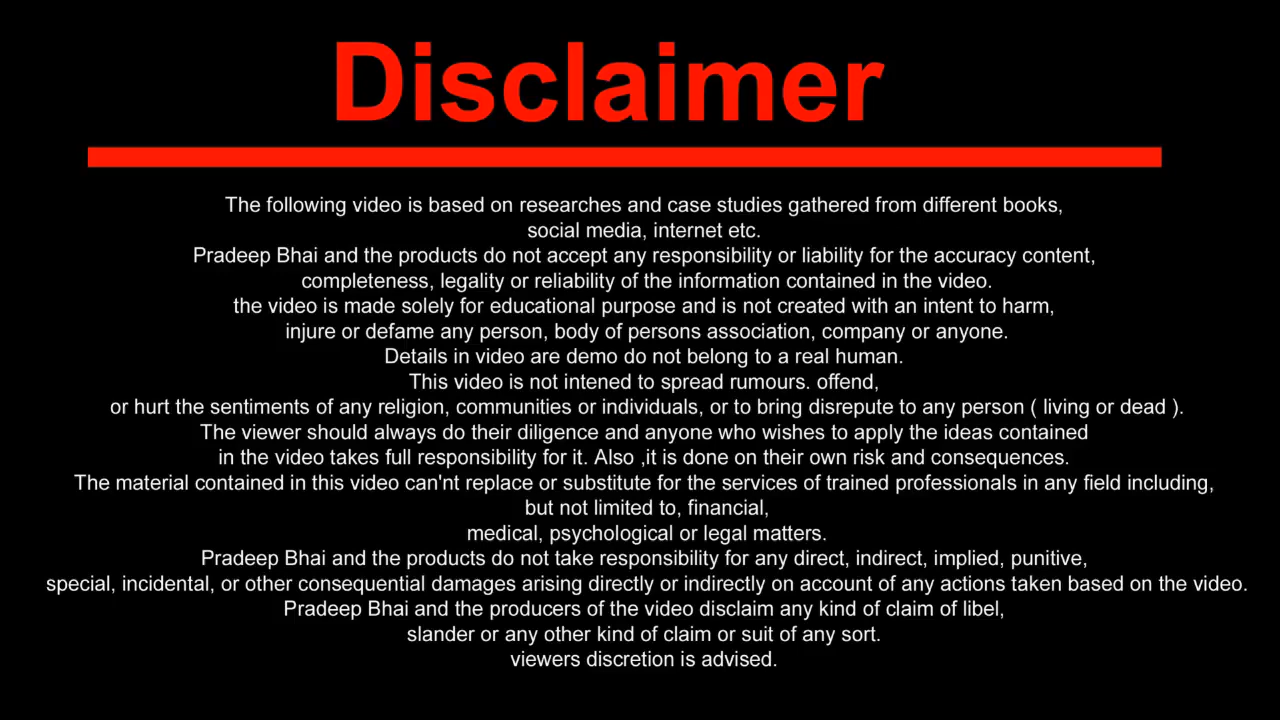 Disclaimer
The following video is based on researches and case studies gathered from different books,
social media, internet etc.
Pradeep Bhai and the products do not accept any responsibility or liability for the accuracy content,
completeness, legality or reliability of the information contained in the video.
the video is made solely for educational purpose and is not created with an intent to harm,
injure or defame any person, body of persons association, company or anyone.
Details in video are demo do not belong to a real human.
This video is not intened to spread rumours. offend,
or hurt the sentiments of any religion, communities or individuals, or to bring disrepute to any person ( living or dead ).
The viewer should always do their diligence and anyone who wishes to apply the ideas contained
in the video takes full responsibility for it. Also ,it is done on their own risk and consequences.
The material contained in this video can'nt replace or substitute for the services of trained professionals in any field including,
but not limited to, financial,
medical, psychological or legal matters.
Pradeep Bhai and the products do not take responsibility for any direct, indirect, implied, punitive,
special, incidental, or other consequential damages arising directly or indirectly on account of any actions taken based on the video.
Pradeep Bhai and the producers of the video disclaim any kind of claim of libel,
slander or any other kind of claim or suit of any sort.
viewers discretion is advised.